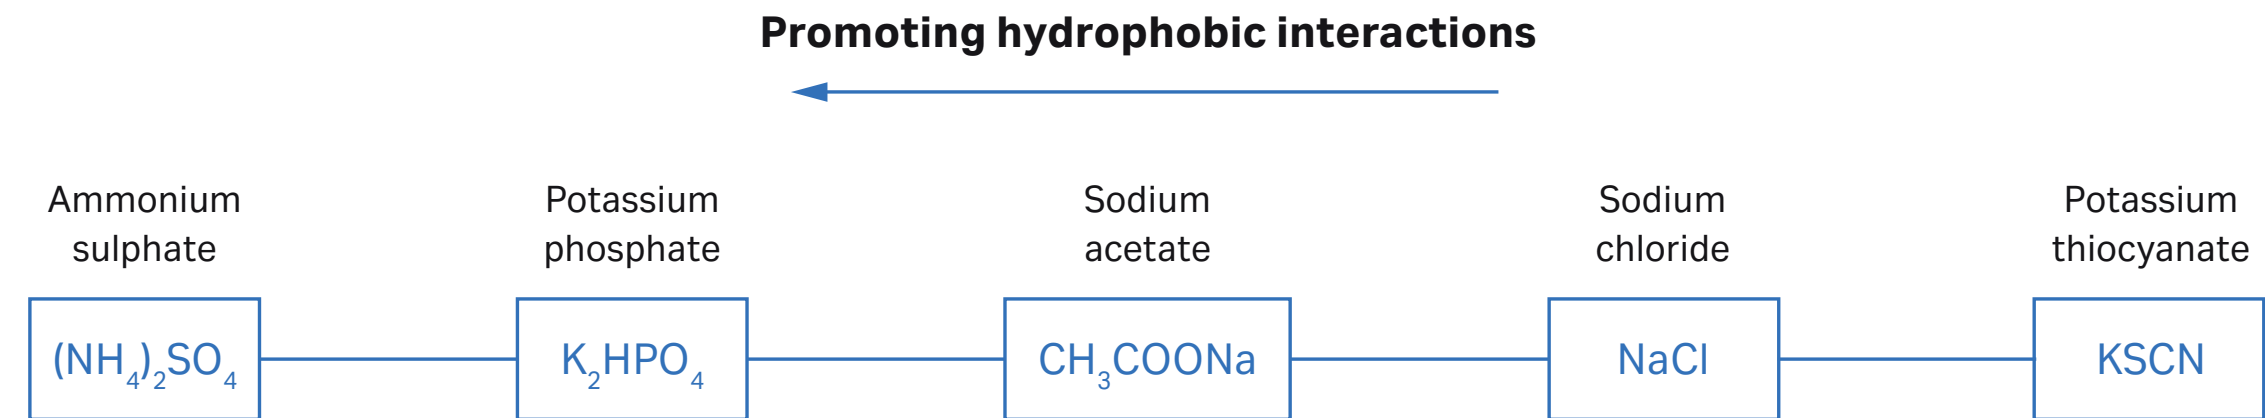 Promoting hydrophobic interactions
Ammonium
sulphate
Potassium
phosphate
Sodium
acetate
Sodium
chloride
Potassium
thiocyanate
(NH₄)₂SO₄
K₂HPO₄
CH₃COONa
NaCl
KSCN